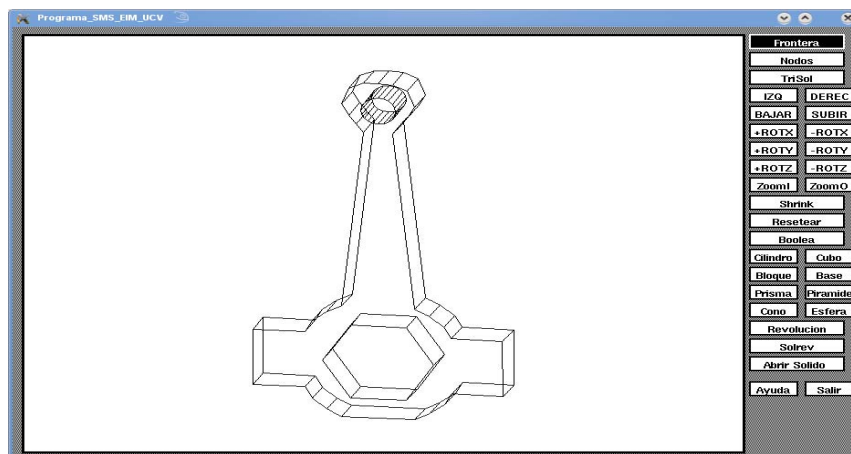 Programa_SMS_EIM_UCV
Frontera
Nodos
TriSol
IZQ DEREC
BAJAR SUBIR
+ROTX -ROTX
+ROTY -ROTY
+ROTZ -ROTZ
ZoomI ZoomO
Shrink
Resetear
Boolea
Cilindro Cubo
Bloque Base
Prisma Piramide
Cono Esfera
Revolucion
Solrev
Abrir Solido
Ayuda Salir